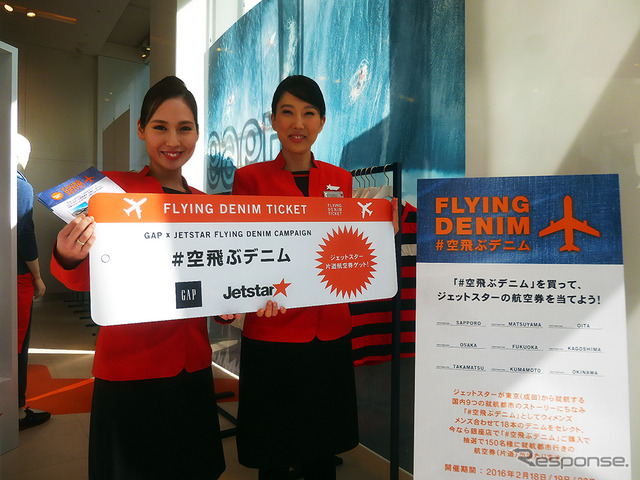 gap
FLYING DENIM TICKET
FLYING
DENIM
TICKET
GAP x JETSTAR FLYING DENIM CAMPAIGN
#空飛ぶデニム
ジェットスター
片道航空券ゲット!
GAP
Jetstar
FLYING
DENIM
#空飛ぶデニム
「#空飛ぶデニム」を買って、
ジェットスターの航空券を当てよう!
SAPPORO MATSUYAMA OITA
OSAKA FUKUOKA KAGOSHIMA
TAKAMATSU KUMAMOTO OKINAWA
ジェットスターが東京(成田)から就航する
国内9つの就航都市のストーリーにちなみ
「#空飛ぶデニム」としてウィメンズ
メンズ合わせて18本のデニムをセレクト。
今なら銀座店で「#空飛ぶデニム」ご購入で
抽選で150名様に就航都市行きの
航空券(片道
開催期間:2016年2月18日/19日
Response.